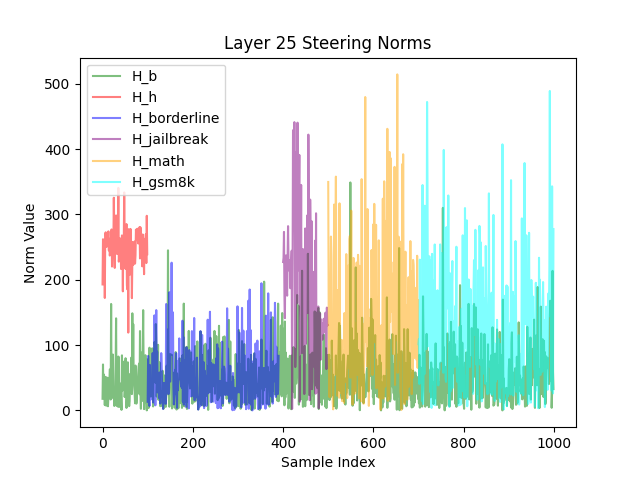 Layer 25 Steering Norms
H_b
H_h
H_borderline
H_jailbreak
H_math
H_gsm8k
Norm Value
500
400
300
200
100
0
0
200
400
600
800
1000
Sample Index